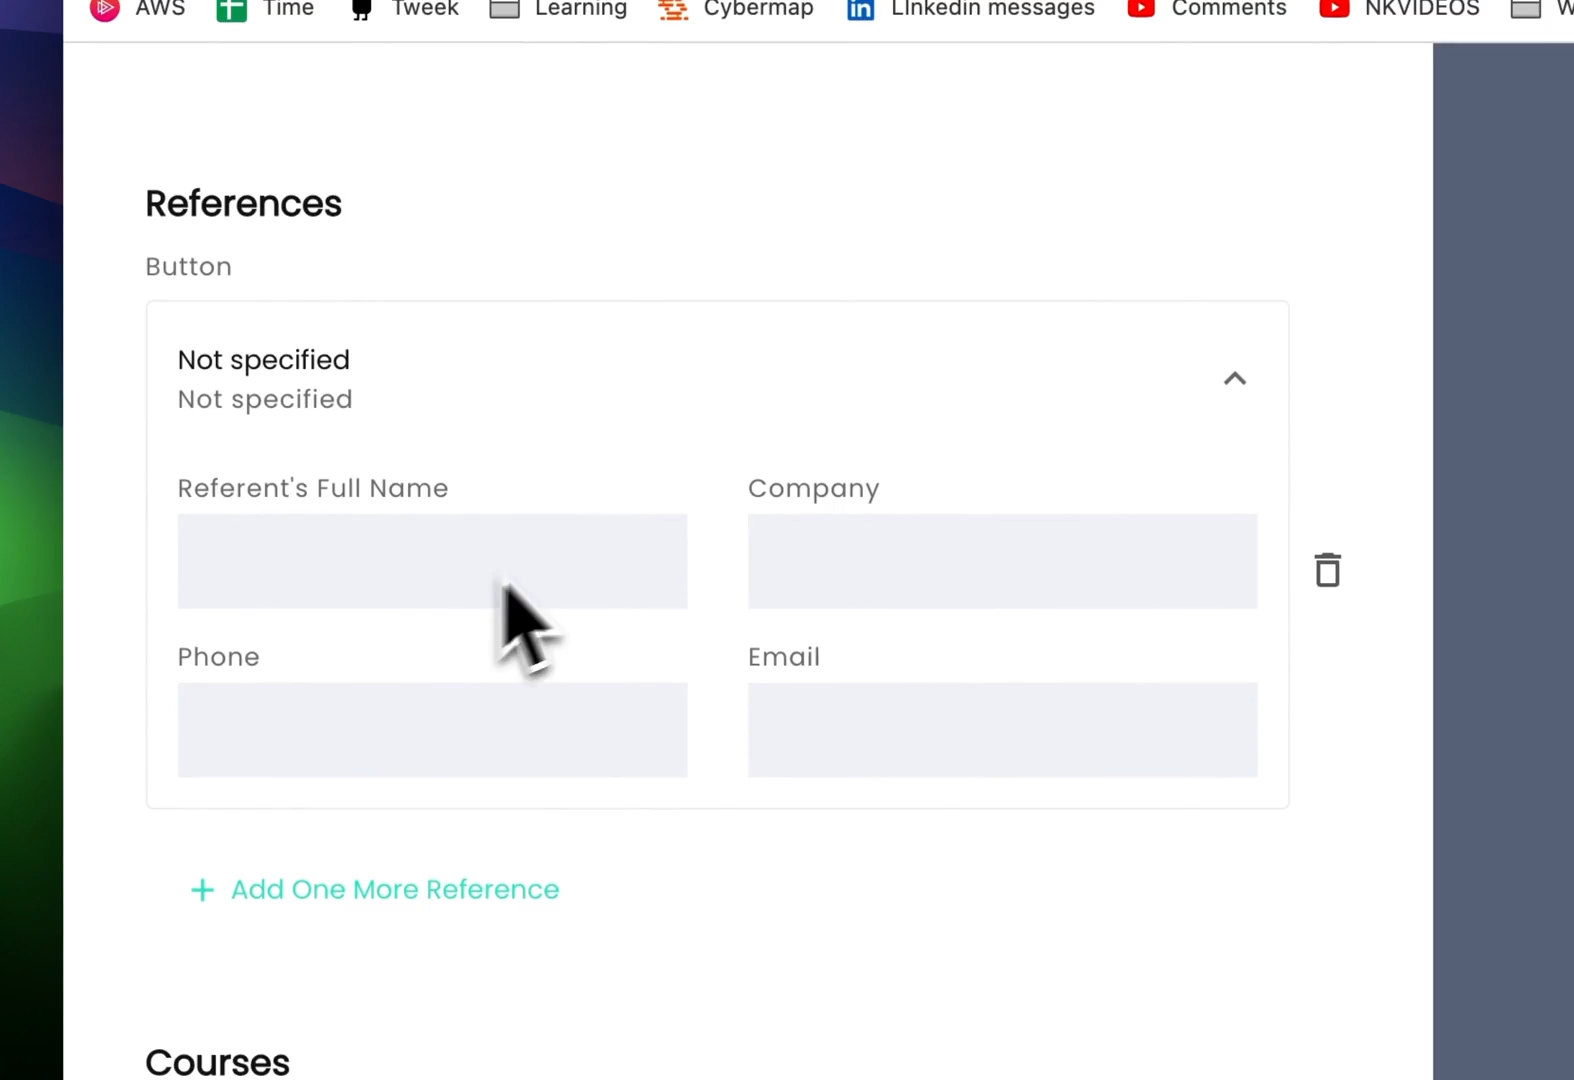 AWS Time Tweek Learning Cybermap LInkedin messages Comments NKVIDEOS
References
Button
Not specified
Not specified
Referent's Full Name Company
Phone Email
+ Add One More Reference
Courses